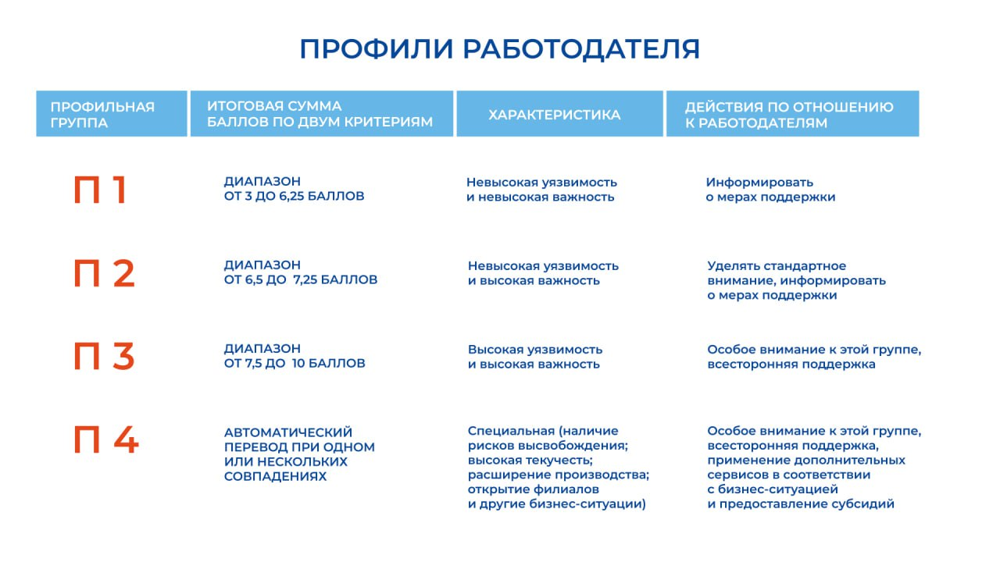 ПРОФИЛИ РАБОТОДАТЕЛЯ
ПРОФИЛЬНАЯ
ГРУППА
ИТОГОВАЯ СУММА
БАЛЛОВ ПО ДВУМ КРИТЕРИЯМ
ХАРАКТЕРИСТИКА
ДЕЙСТВИЯ ПО ОТНОШЕНИЮ
К РАБОТОДАТЕЛЯМ
П 1
ДИАПАЗОН
ОТ 3 ДО 6,25 БАЛЛОВ
Невысокая уязвимость
и невысокая важность
Информировать
о мерах поддержки
П 2
ДИАПАЗОН
ОТ 6,5 ДО 7,25 БАЛЛОВ
Невысокая уязвимость
и высокая важность
Уделять стандартное
внимание, информировать
о мерах поддержки
П 3
ДИАПАЗОН
ОТ 7,5 ДО 10 БАЛЛОВ
Высокая уязвимость
и высокая важность
Особое внимание к этой группе,
всесторонняя поддержка
П 4
АВТОМАТИЧЕСКИЙ
ПЕРЕВОД ПРИ ОДНОМ
ИЛИ НЕСКОЛЬКИХ
СОВПАДЕНИЯХ
Специальная (наличие
рисков высвобождения;
высокая текучесть;
расширение производства;
открытие филиалов
и другие бизнес-ситуации)
Особое внимание к этой группе,
всесторонняя поддержка,
применение дополнительных
сервисов в соответствии
с бизнес-ситуацией
и предоставление субсидий